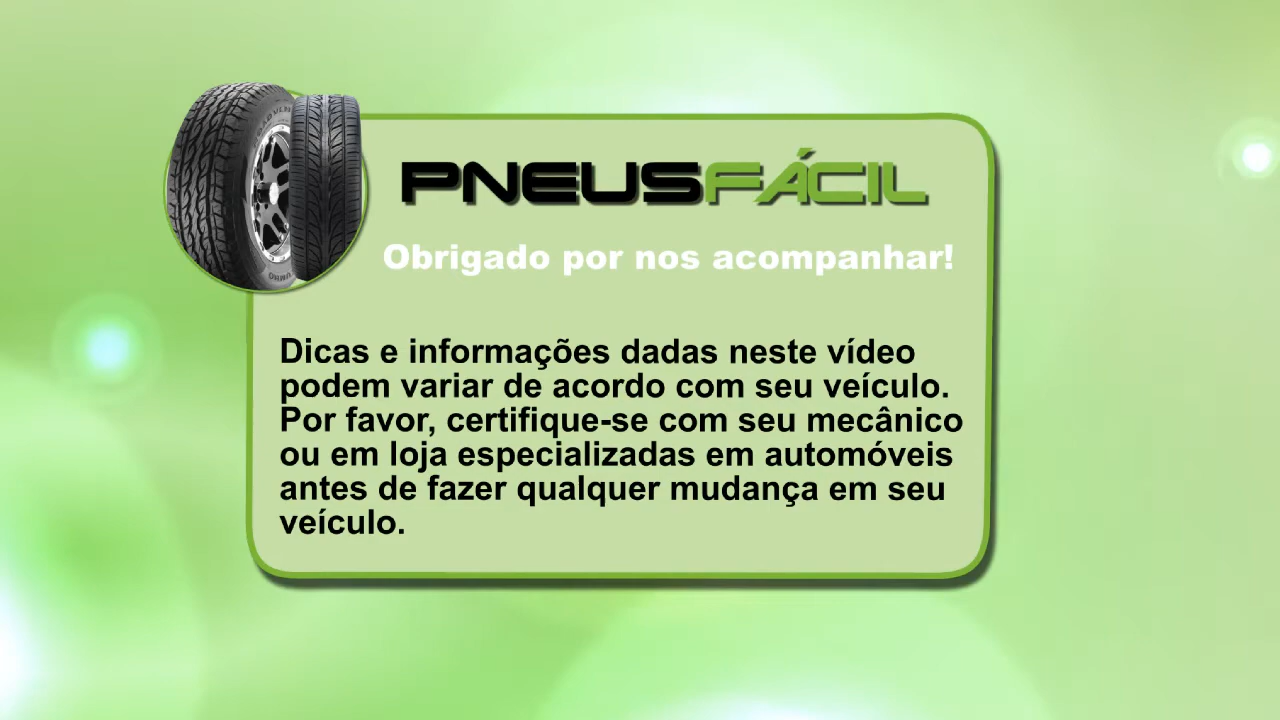 PNEUSFÁCIL
Obrigado por nos acompanhar!
Dicas e informações dadas neste vídeo
podem variar de acordo com seu veículo.
Por favor, certifique-se com seu mecânico
ou em loja especializadas em automóveis
antes de fazer qualquer mudança em seu
veículo.